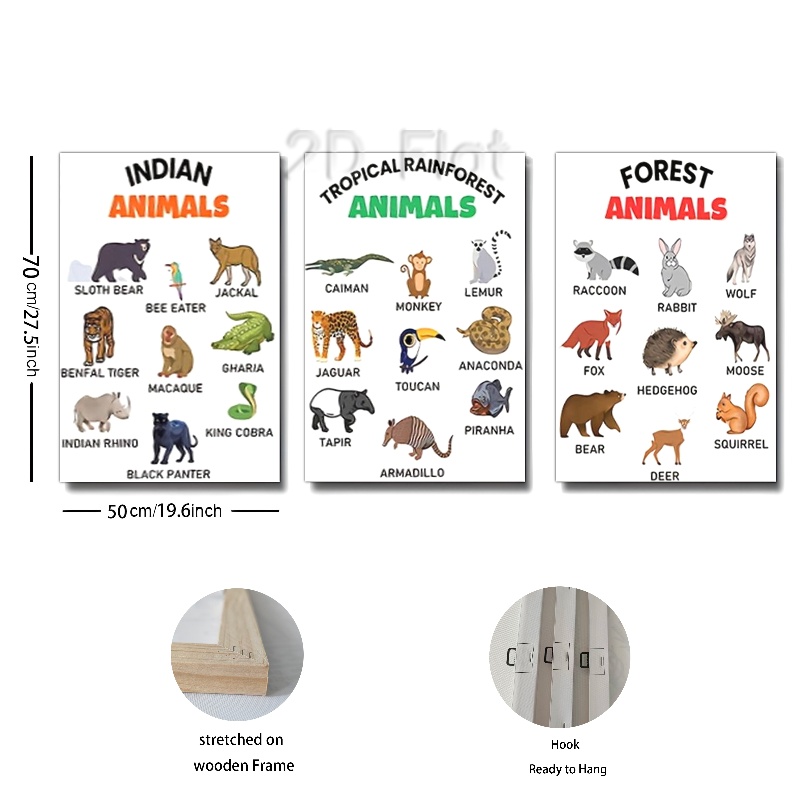 2D Flat
INDIAN
ANIMALS
SLOTH BEAR
BEE EATER
JACKAL
BENFAL TIGER
MACAQUE
GHARIA
INDIAN RHINO
BLACK PANTER
KING COBRA
TROPICAL RAINFOREST
ANIMALS
CAIMAN
MONKEY
LEMUR
JAGUAR
TOUCAN
ANACONDA
TAPIR
ARMADILLO
PIRANHA
FOREST
ANIMALS
RACCOON
RABBIT
WOLF
FOX
HEDGEHOG
MOOSE
BEAR
DEER
SQUIRREL
70cm/27.5inch
50cm/19.6inch
stretched on
wooden Frame
Hook
Ready to Hang